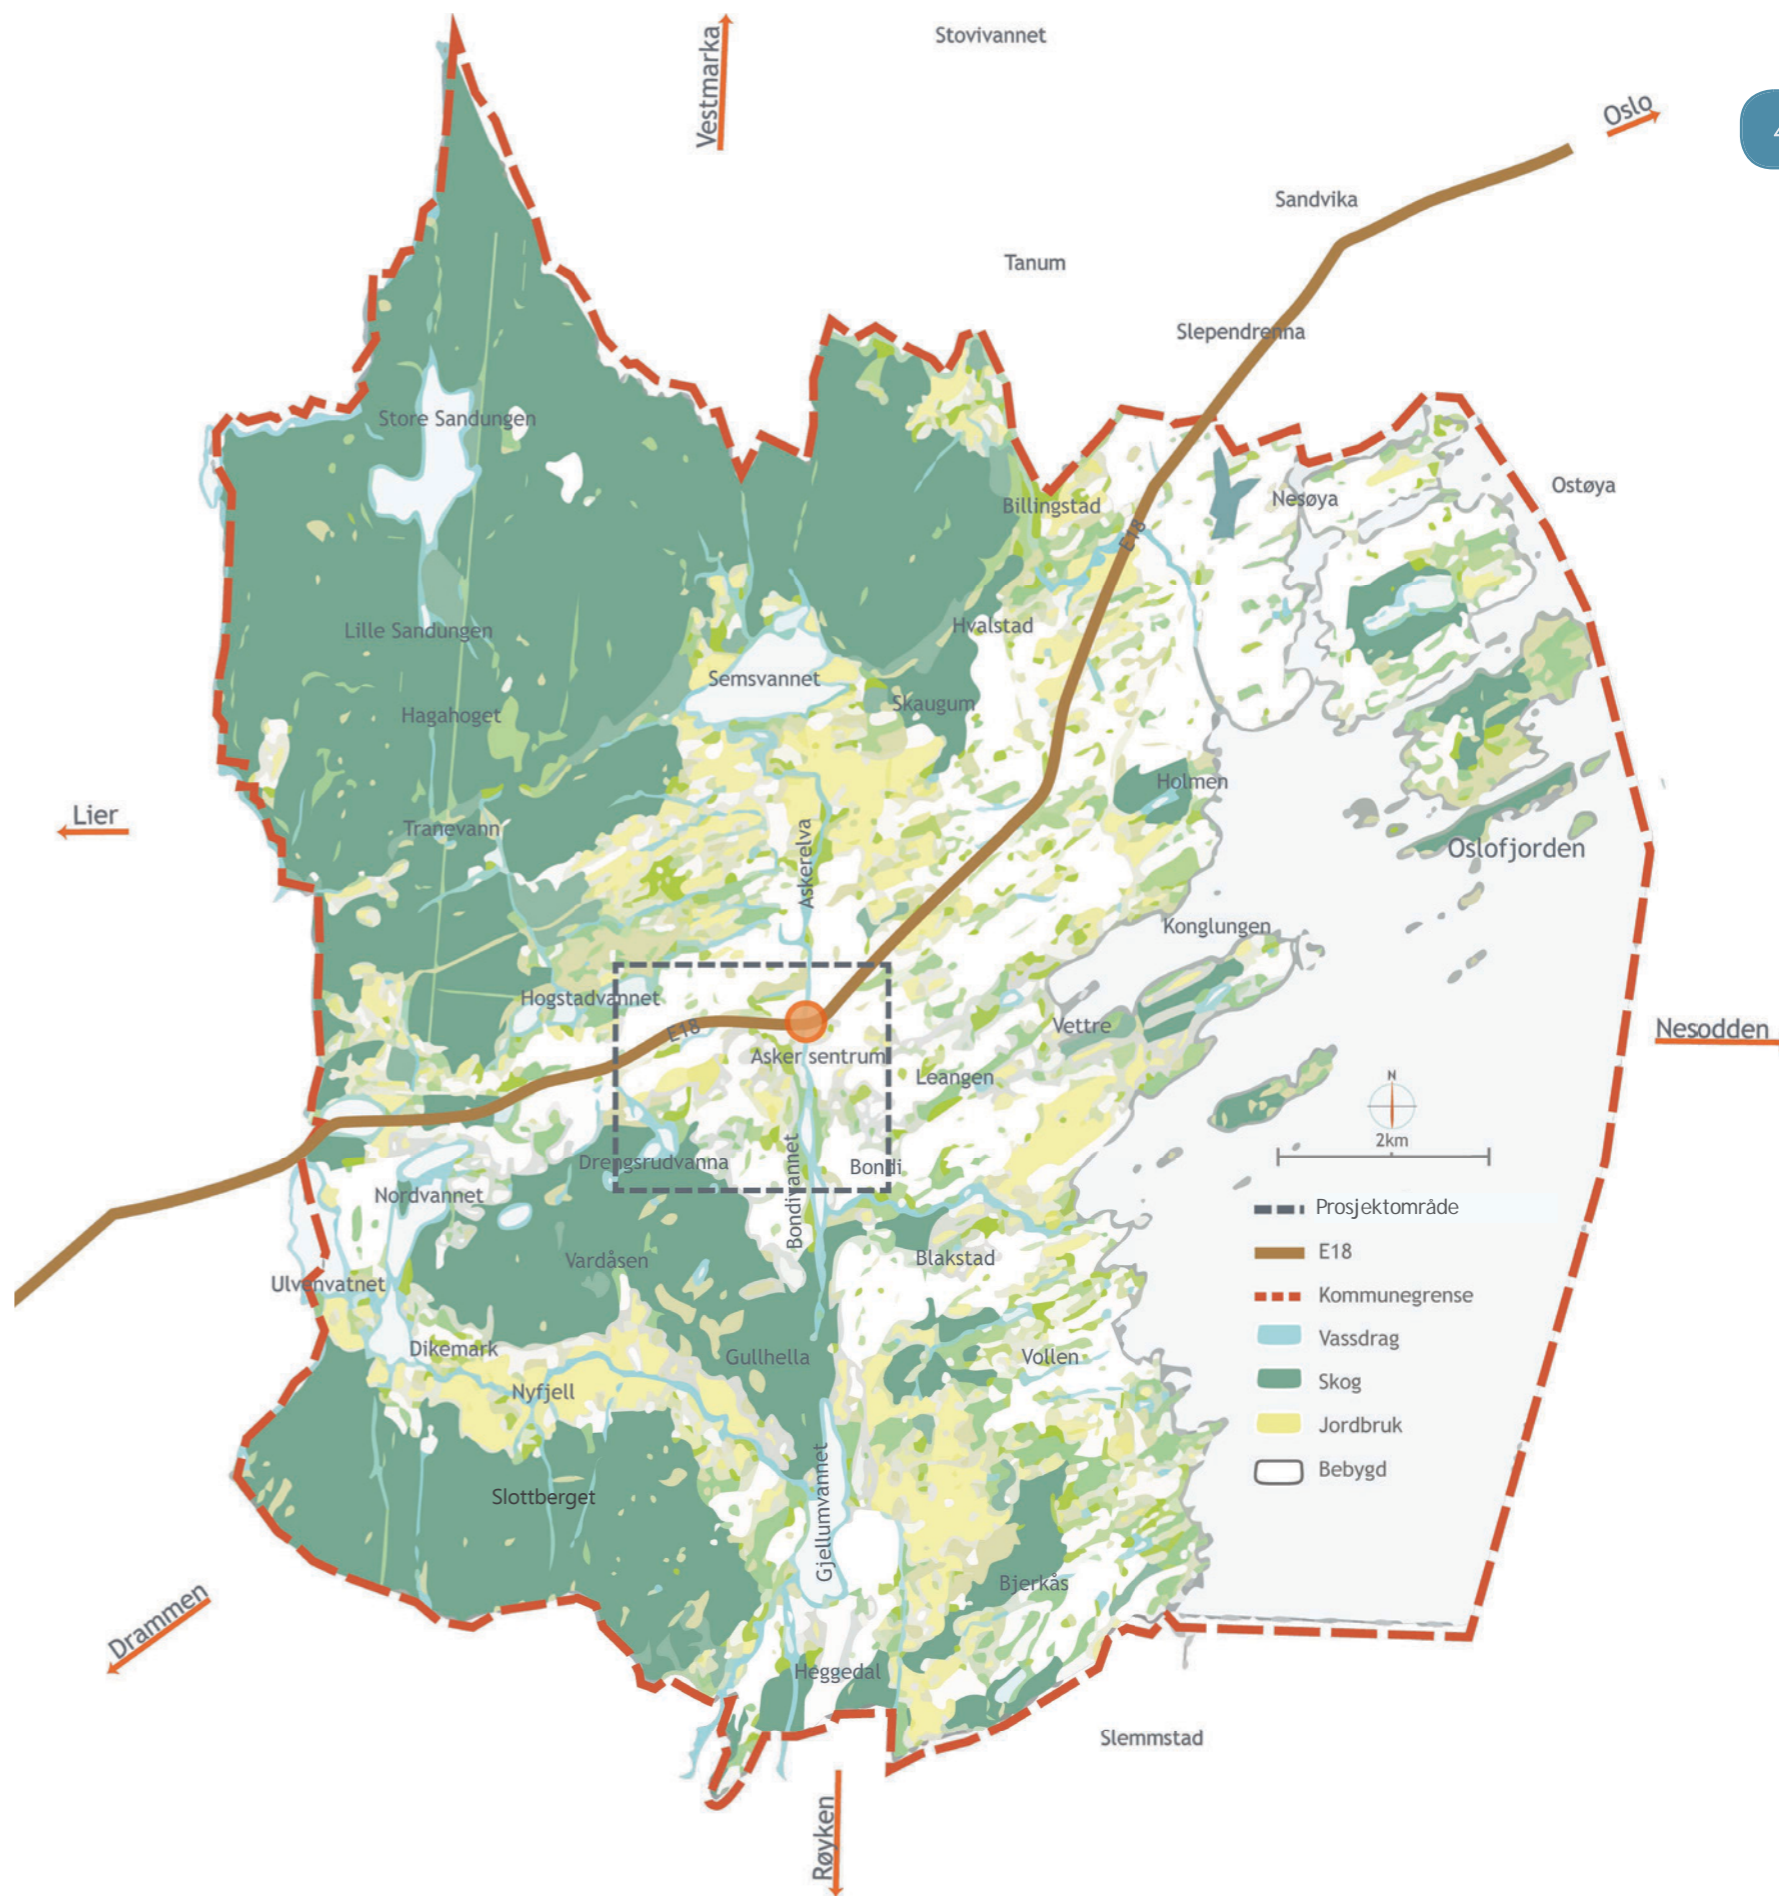 Stovivannet
Vestmarka
Oslo
4
Sandvika
Tanum
Slependrenna
Store Sandungen
Ostøya
Nesøya
Billingstad
E18
Hvalstad
Lille Sandungen
Semsvannet
Skaugum
Hagahoget
Holmen
Lier
Tranevann
Askerelva
Oslofjorden
Konglungen
Hogstadvannet
E18
Vettre
Nesodden
Asker sentrum
Leangen
N
2km
Drengsrudvanna
Bondivannet
Bondi
Nordvannet
Prosjektområde
E18
Kommunegrense
Vassdrag
Skog
Jordbruk
Bebygd
Vardåsen
Blakstad
Ulvenvatnet
Dikemark
Gullhella
Vollen
Nyfjell
Slottberget
Gjellumvannet
Bjerkås
Drammen
Heggedal
Slemmstad
Røyken